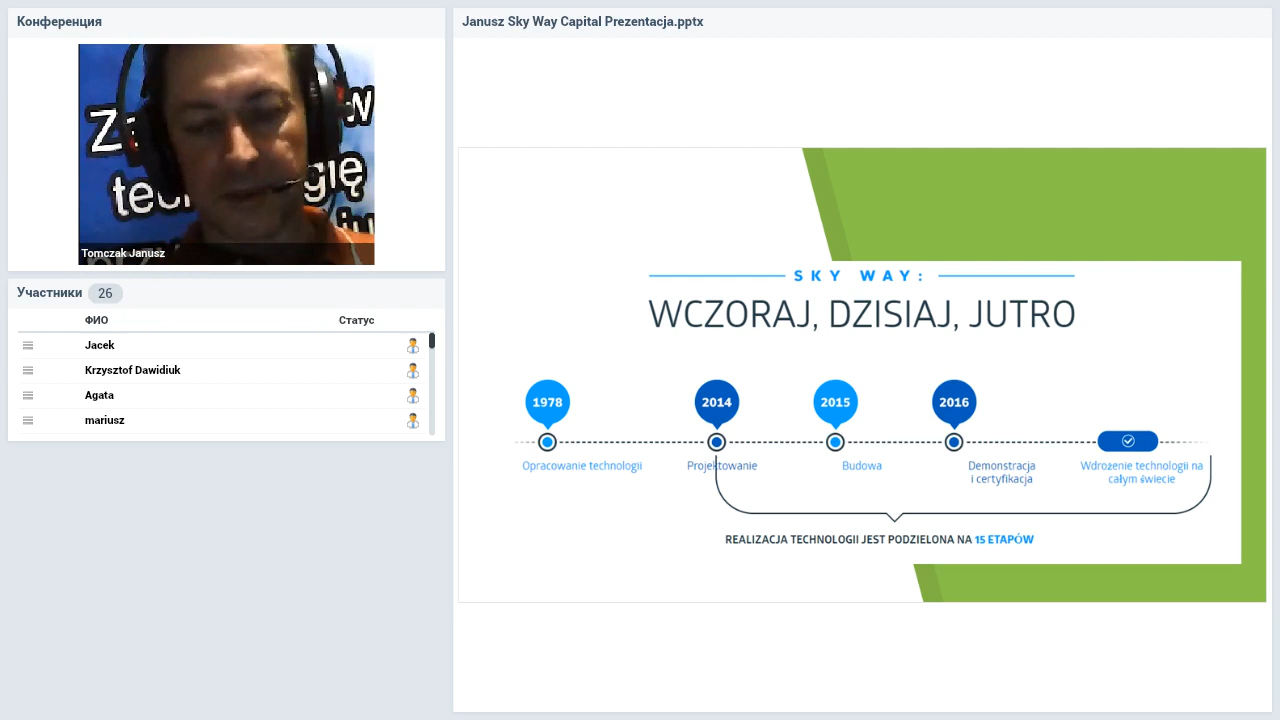 Конференция
Tomczak Janusz
Участники 26
ФИО Статус
Jacek
Krzysztof Dawidiuk
Agata
mariusz
Janusz Sky Way Capital Prezentacja.pptx
SKY WAY:
WCZORAJ, DZISIAJ, JUTRO
1978 2014 2015 2016
Opracowanie technologii Projektowanie Budowa Demonstracja i certyfikacja Wdrożenie technologii na całym świecie
REALIZACJA TECHNOLOGII JEST PODZIELONA NA 15 ETAPÓW